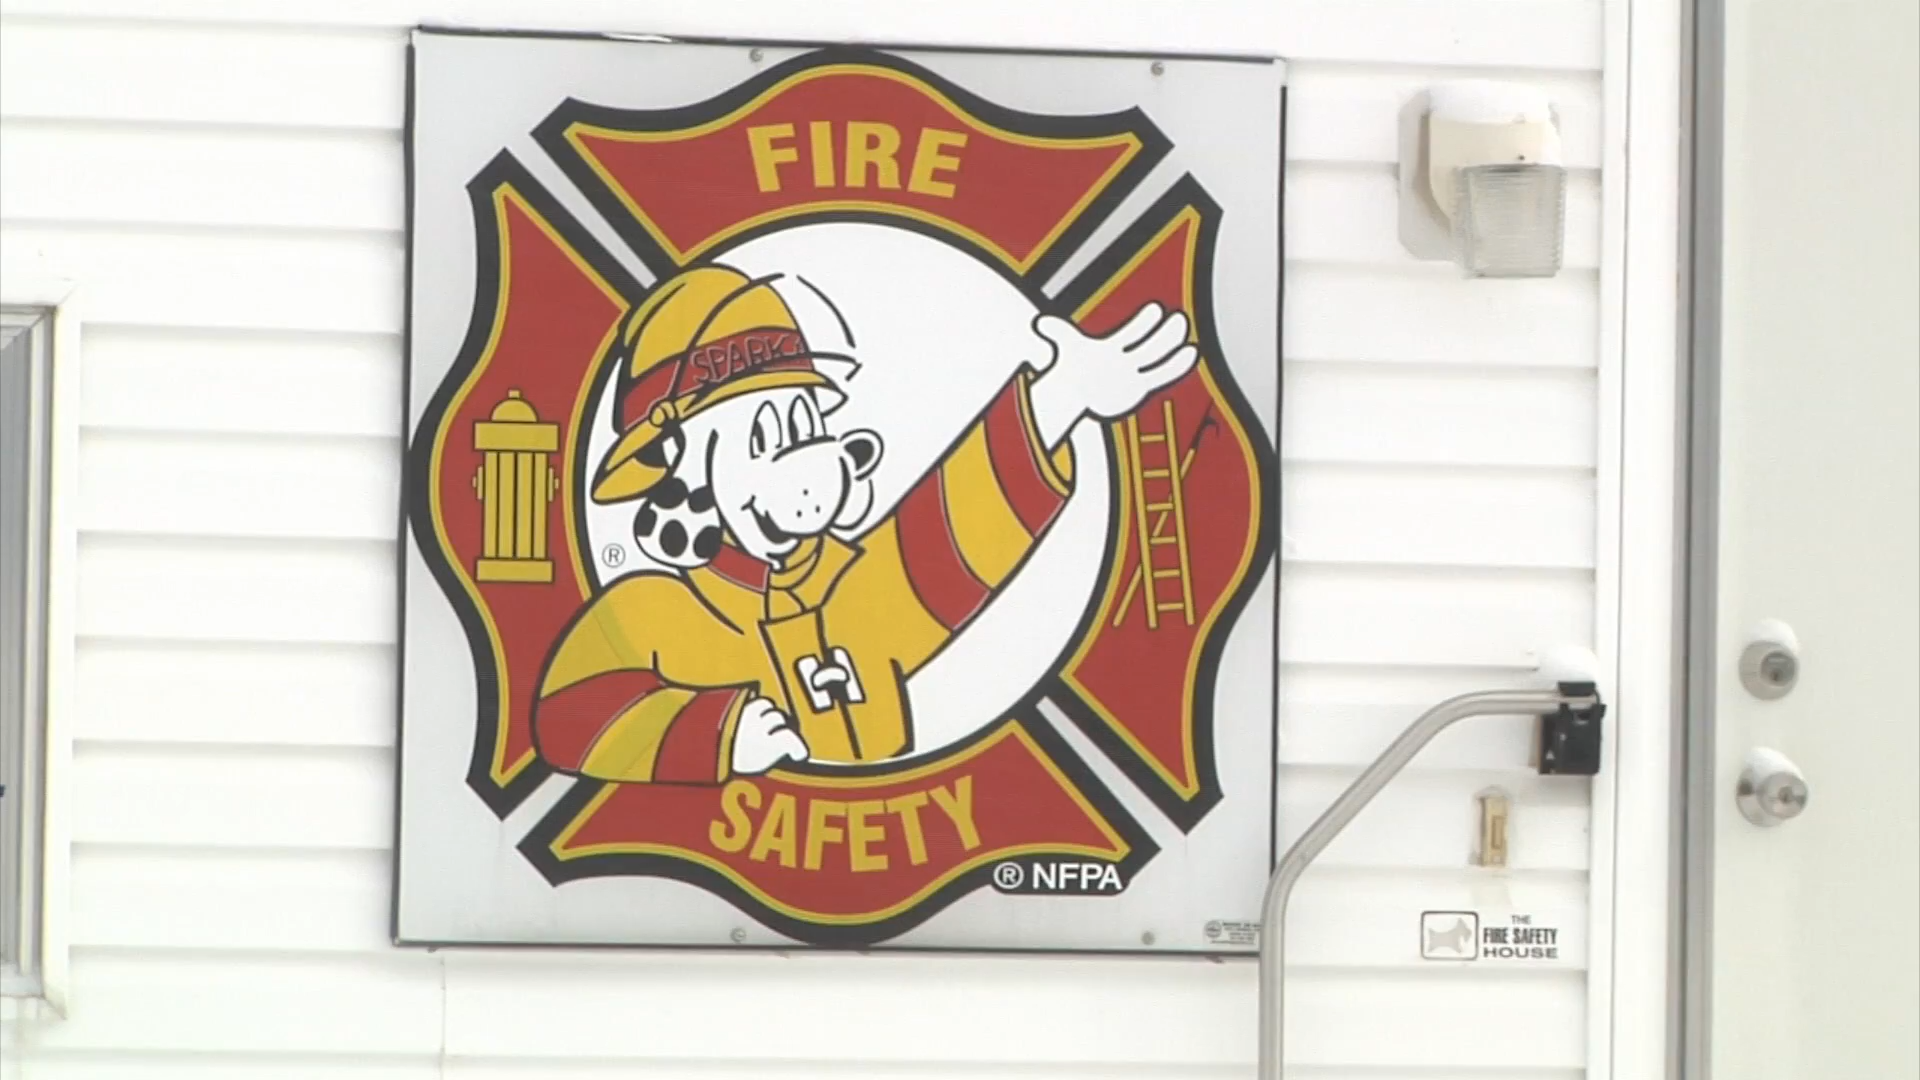 FIRE
SPARKY
®
SAFETY
® NFPA
THE
FIRE SAFETY
HOUSE